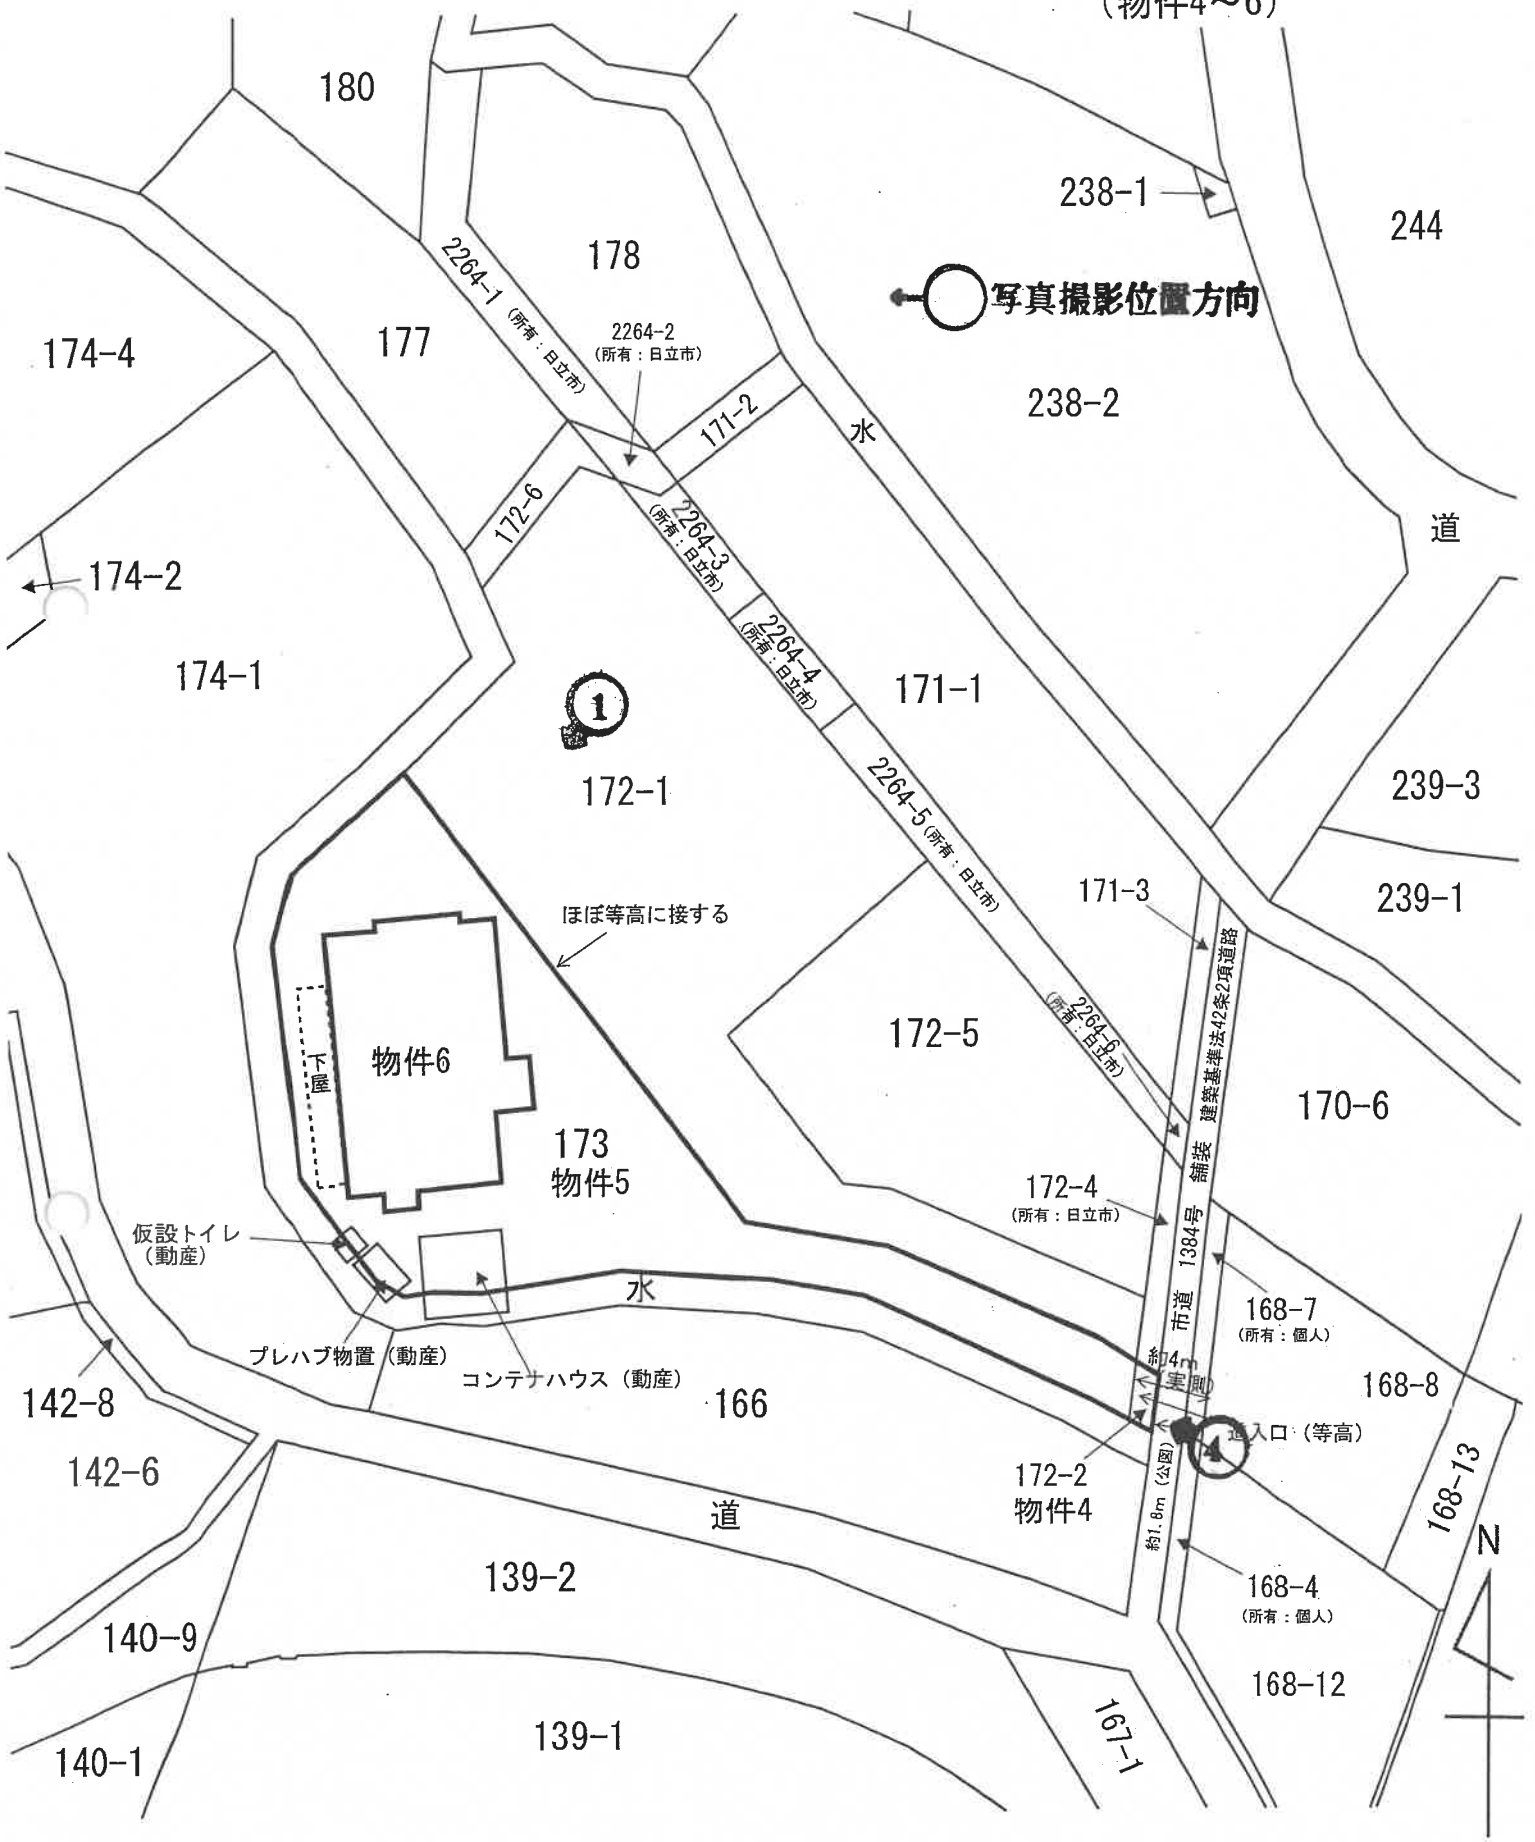 (物件4～6)
180
238-1
244
178
2264-1 (所有:日立市)
写真撮影位置方向
2264-2
(所有:日立市)
177
174-4
238-2
171-2
水
172-6
2264-3
(所有:日立市)
道
174-2
2264-4
(所有:日立市)
174-1
171-1
1
172-1
239-3
2264-5 (所有:日立市)
171-3
239-1
ほぼ等高に接する
建築基準法42条2項道路
2264-6
(所有:日立市)
172-5
物件6
下屋
170-6
173
物件5
舗装
172-4
(所有:日立市)
1384号
仮設トイレ
(動産)
水
市道
168-7
(所有:個人)
プレハブ物置 (動産)
コンテナハウス (動産)
約4m
(実測)
142-8
166
168-8
進入口 (等高)
4
142-6
172-2
物件4
約1.8m (公図)
168-13
道
N
139-2
168-4
(所有:個人)
140-9
168-12
139-1
167-1
140-1